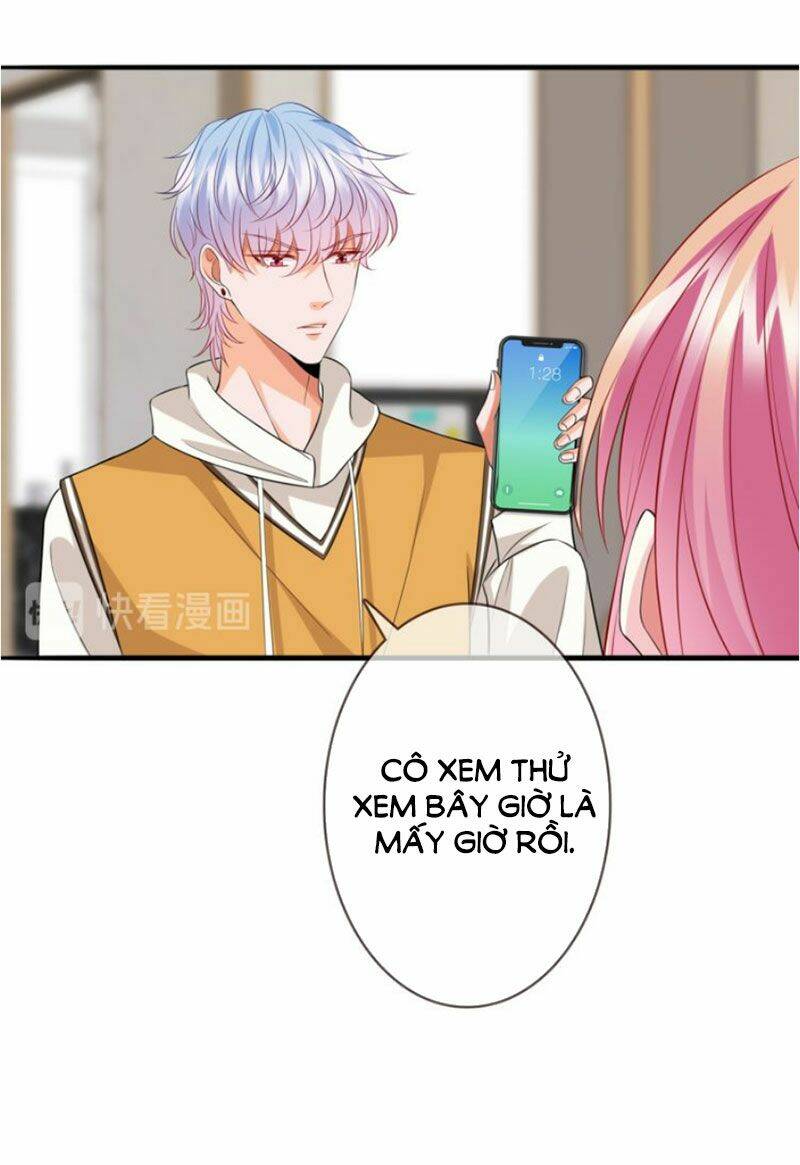 1:28
快看漫画
CÔ XEM THỬ
XEM BÂY GIỜ LÀ
MẤY GIỜ RỒI.